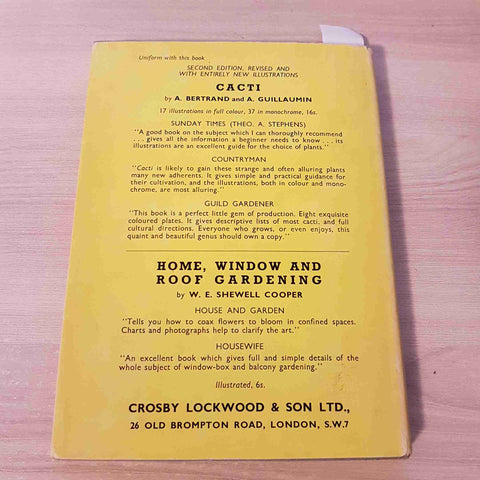 Uniform with this book
SECOND EDITION, REVISED AND
WITH ENTIRELY NEW ILLUSTRATIONS
CACTI
by A. BERTRAND and A. GUILLAUMIN
17 illustrations in full colour, 37 in monochrome, 16s.
SUNDAY TIMES (THEO. A. STEPHENS)
"A good book on the subject which I can thoroughly recommend
. . . gives all the information a beginner needs to know . . . its
illustrations are an excellent guide for the choice of plants."
COUNTRYMAN
"Cacti is likely to gain these strange and often alluring plants
many new adherents. It gives simple and practical guidance for
their cultivation, and the illustrations, both in colour and mono-
chrome, are most alluring."
GUILD GARDENER
"This book is a perfect little gem of production. Eight exquisite
coloured plates. It gives descriptive lists of most cacti, and full
cultural directions. Everyone who grows, or even enjoys, this
quaint and beautiful genus should own a copy."
HOME, WINDOW AND
ROOF GARDENING
by W. E. SHEWELL COOPER
HOUSE AND GARDEN
"Tells you how to coax flowers to bloom in confined spaces.
Charts and photographs help to clarify the art."
HOUSEWIFE
"An excellent book which gives full and simple details of the
whole subject of window-box and balcony gardening."
Illustrated, 6s.
CROSBY LOCKWOOD & SON LTD.,
26 OLD BROMPTON ROAD, LONDON, S.W.7